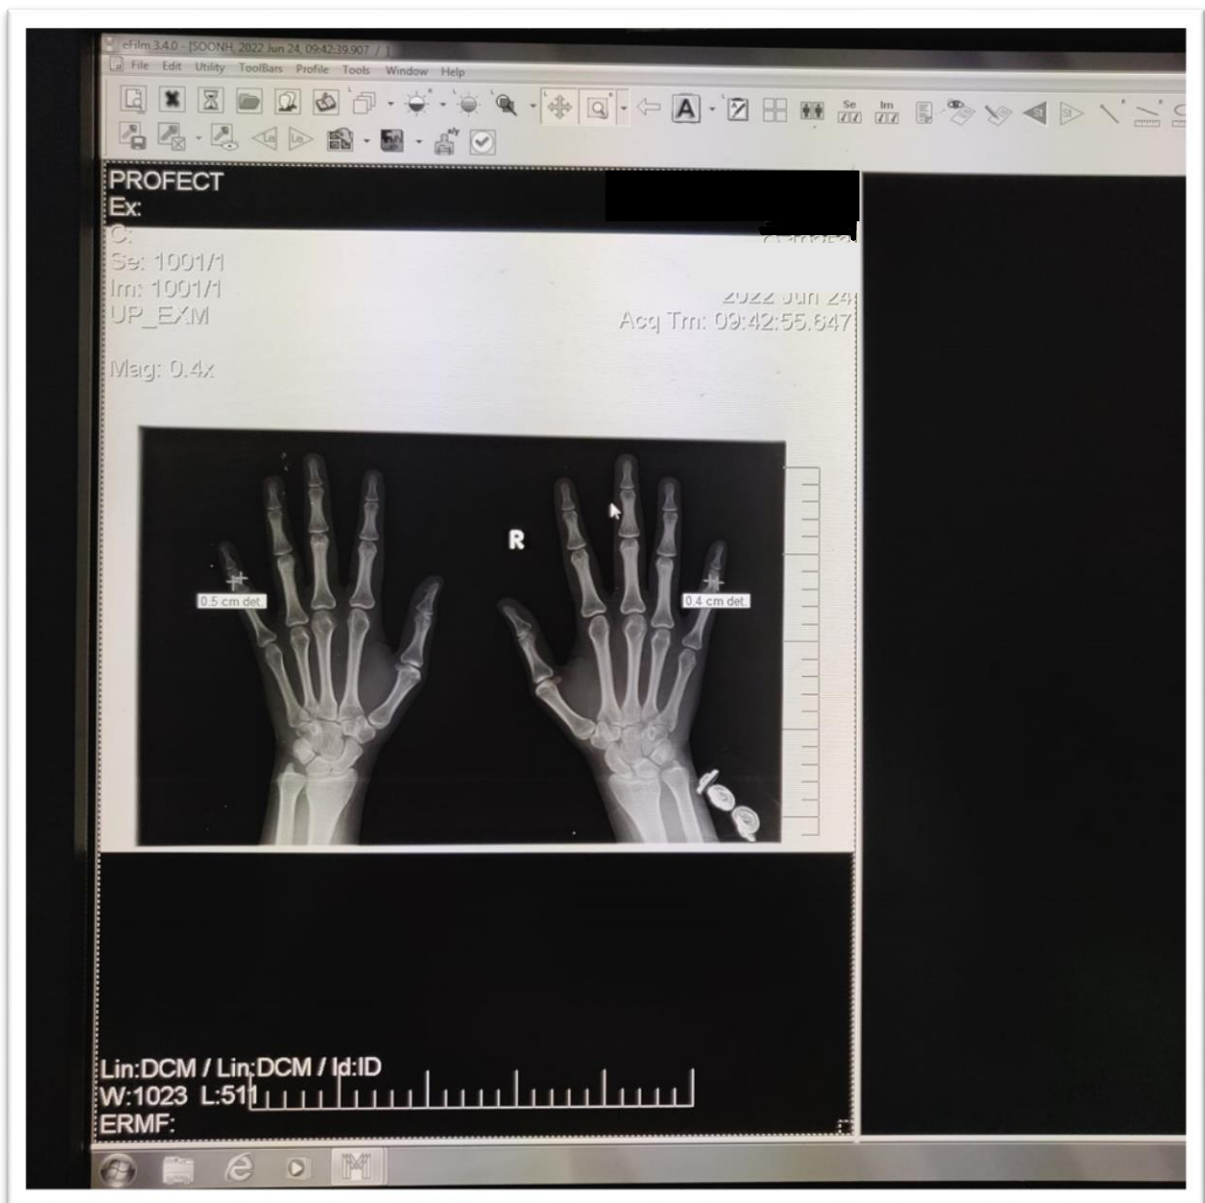 eFilm 3.4.0 - [SOONH, 2022 Jun 24, 09:42:39.907 / ]
File Edit Utility ToolBars Profile Tools Window Help
A Se Im
PROFECT
Ex:
C:
Se: 1001/1
Im: 1001/1
UP_EXM
2022 Jun 24
Acq Tm: 09:42:55.647
Mag: 0.4x
R
0.5 cm det.
0.4 cm det.
Lin:DCM / Lin:DCM / Id:ID
W:1023 L:511
ERMF: